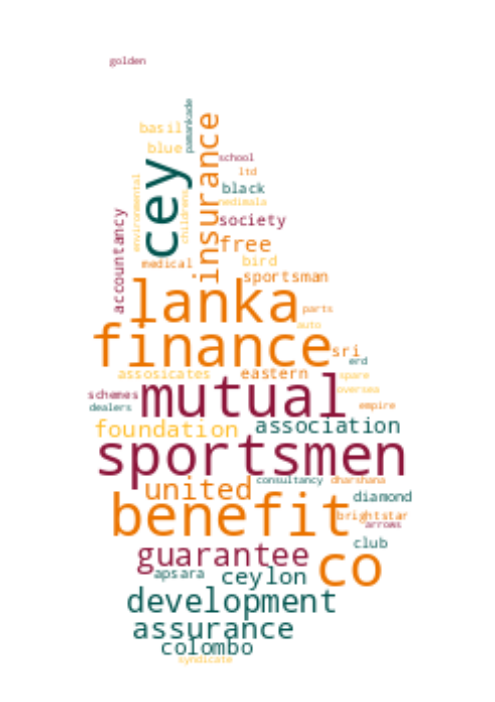 golden
pamankade
basil
insurance
blue
school
cey
ltd
black
environmental
childrens
nedimala
accountancy
society
free
medical
bird
sportsman
lanka
parts
auto
finance
sri
erd
assosicates
eastern
spare
oversea
schemes
mutual
dealers
empire
foundation
association
sportsmen
consultancy
dharshana
united
diamond
benefit
brightstar
arrows
guarantee
club
apsara
ceylon
co
development
assurance
colombo
syndicate